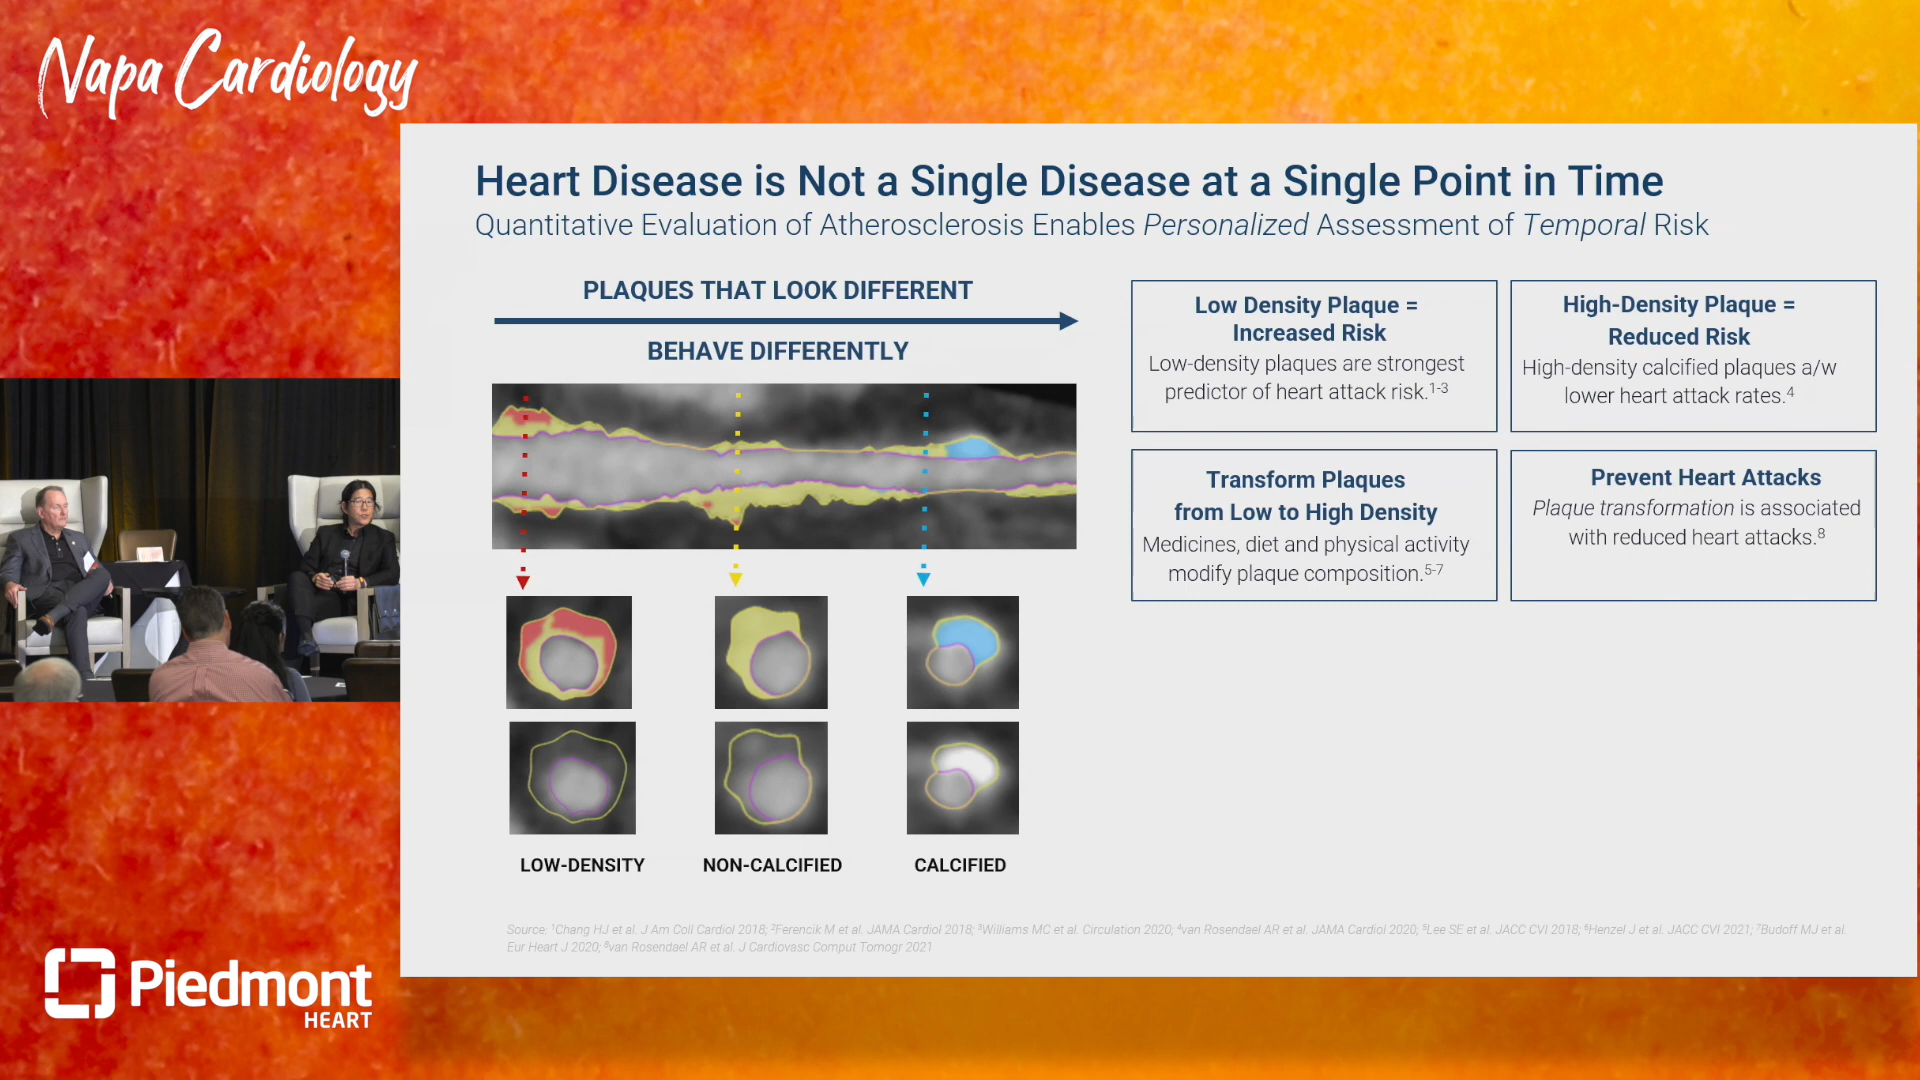 Napa Cardiology
Heart Disease is Not a Single Disease at a Single Point in Time
Quantitative Evaluation of Atherosclerosis Enables Personalized Assessment of Temporal Risk
PLAQUES THAT LOOK DIFFERENT
BEHAVE DIFFERENTLY
LOW-DENSITY
NON-CALCIFIED
CALCIFIED
Low Density Plaque =
Increased Risk
Low-density plaques are strongest
predictor of heart attack risk.1-3
High-Density Plaque =
Reduced Risk
High-density calcified plaques a/w
lower heart attack rates.4
Transform Plaques
from Low to High Density
Medicines, diet and physical activity
modify plaque composition.5-7
Prevent Heart Attacks
Plaque transformation is associated
with reduced heart attacks.8
Source: 1Chang HJ et al. J Am Coll Cardiol 2018; 2Ferencik M et al. JAMA Cardiol 2018; 3Williams MC et al. Circulation 2020; 4van Rosendael AR et al. JAMA Cardiol 2020; 5Lee SE et al. JACC CVI 2018; 6Henzel J et al. JACC CVI 2021; 7Budoff MJ et al.
Eur Heart J 2020; 8van Rosendael AR et al. J Cardiovasc Comput Tomogr 2021
Piedmont
HEART